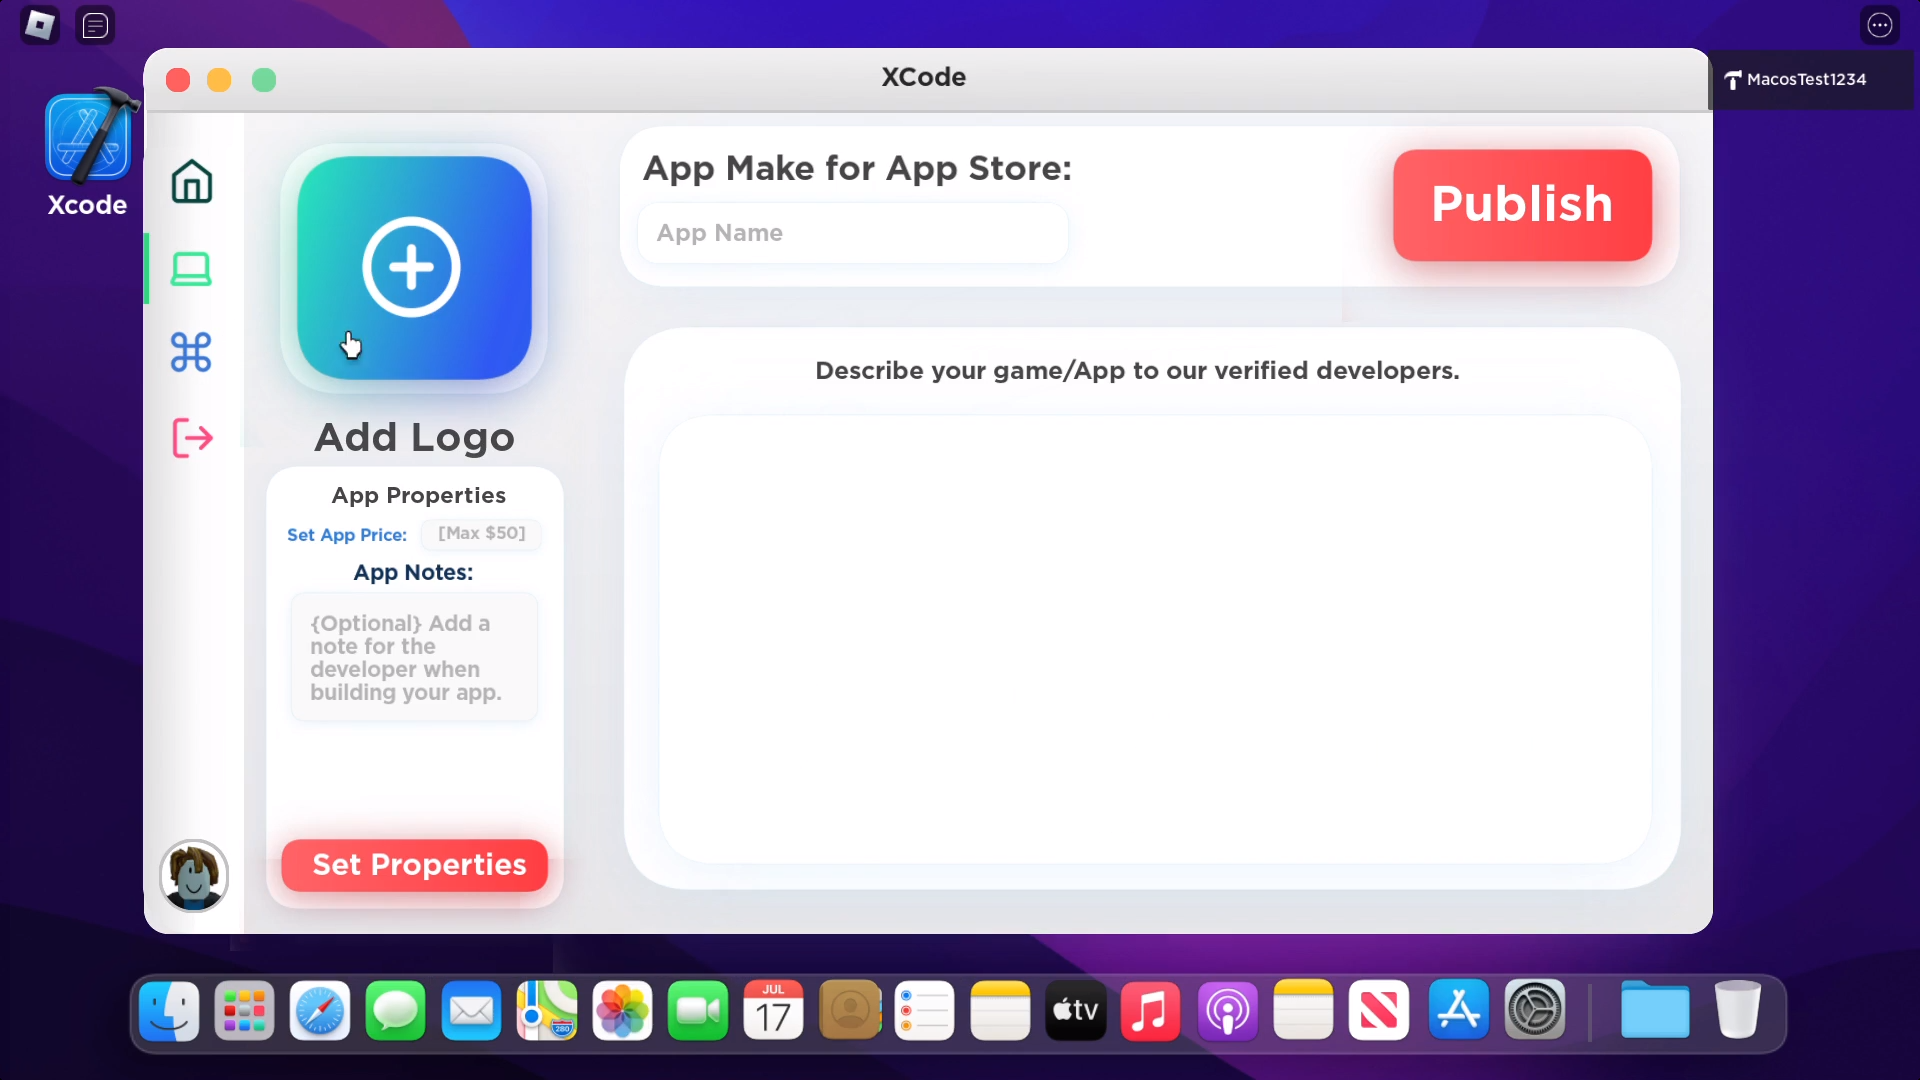 XCode
MacosTest1234
Xcode
App Make for App Store:
App Name
Publish
Describe your game/App to our verified developers.
Add Logo
App Properties
Set App Price:
[Max $50]
App Notes:
{Optional} Add a
note for the
developer when
building your app.
Set Properties
280
JUL
17
tv